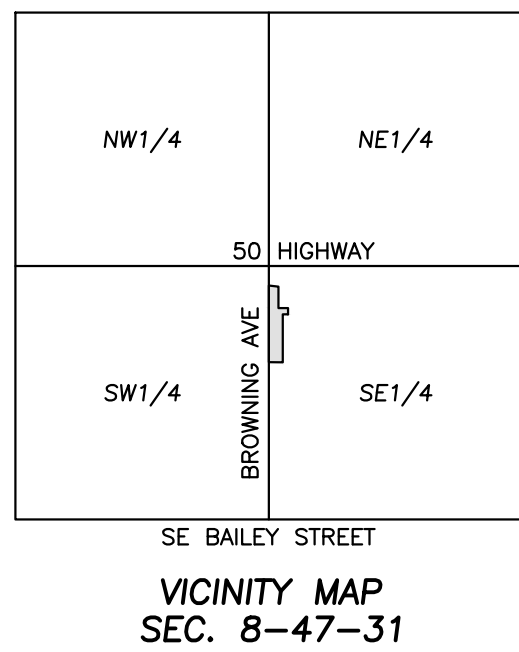 NW1/4
NE1/4
50 HIGHWAY
BROWNING AVE
SW1/4
SE1/4
SE BAILEY STREET
VICINITY MAP
SEC. 8-47-31